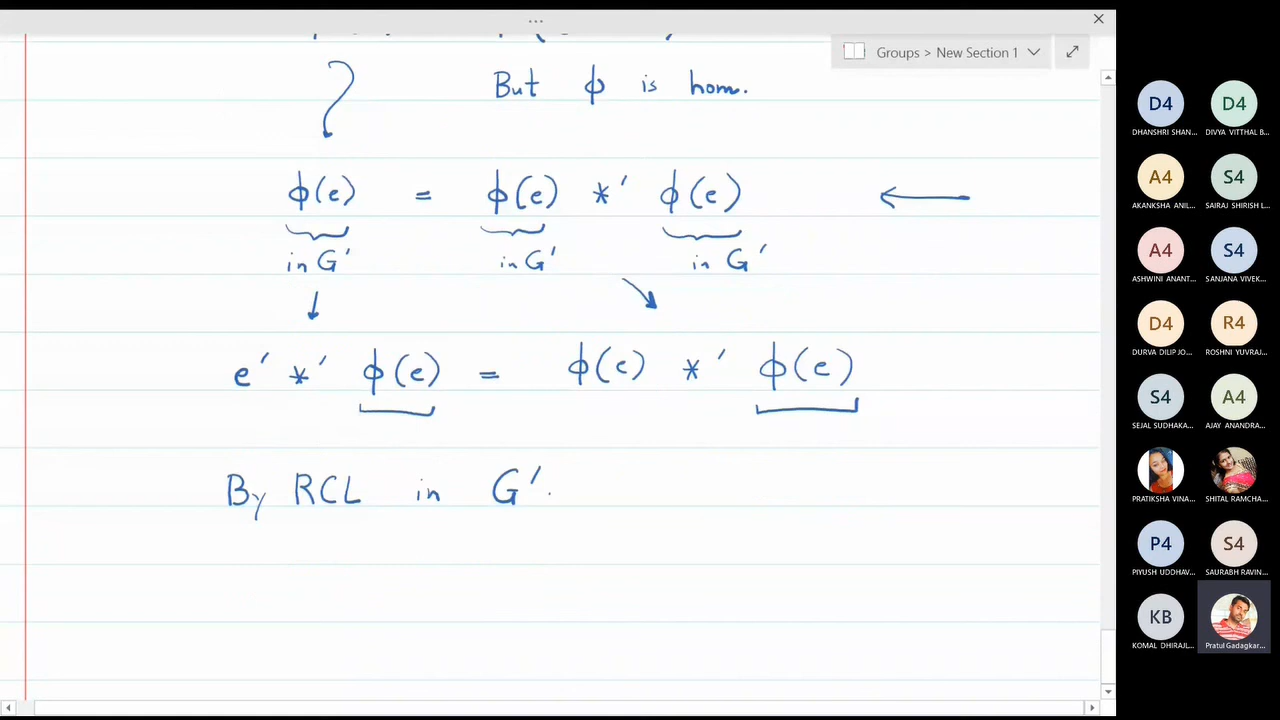 Groups > New Section 1
But ϕ is hom.
ϕ(e) = ϕ(e) *′ ϕ(e)
in G′ in G′ in G′
e′ *′ ϕ(e) = ϕ(e) *′ ϕ(e)
By RCL in G′.
D4 D4
DHANSHRI SHAN... DIVYA VITTHAL B...
A4 S4
AKANKSHA ANIL... SAIRAJ SHIRISH L...
A4 S4
ASHWINI ANANT... SANJANA VIVEK...
D4 R4
DURVA DILIP JO... ROSHNI YUVRAJ...
S4 A4
SEJAL SUDHAKA... AJAY ANANDRA...
PRATIKSHA VINA... SHITAL RAMCHA...
P4 S4
PIYUSH UDDHAV... SAURABH RAVIN...
KB
KOMAL DHIRAJL... Pratul Gadagkar...